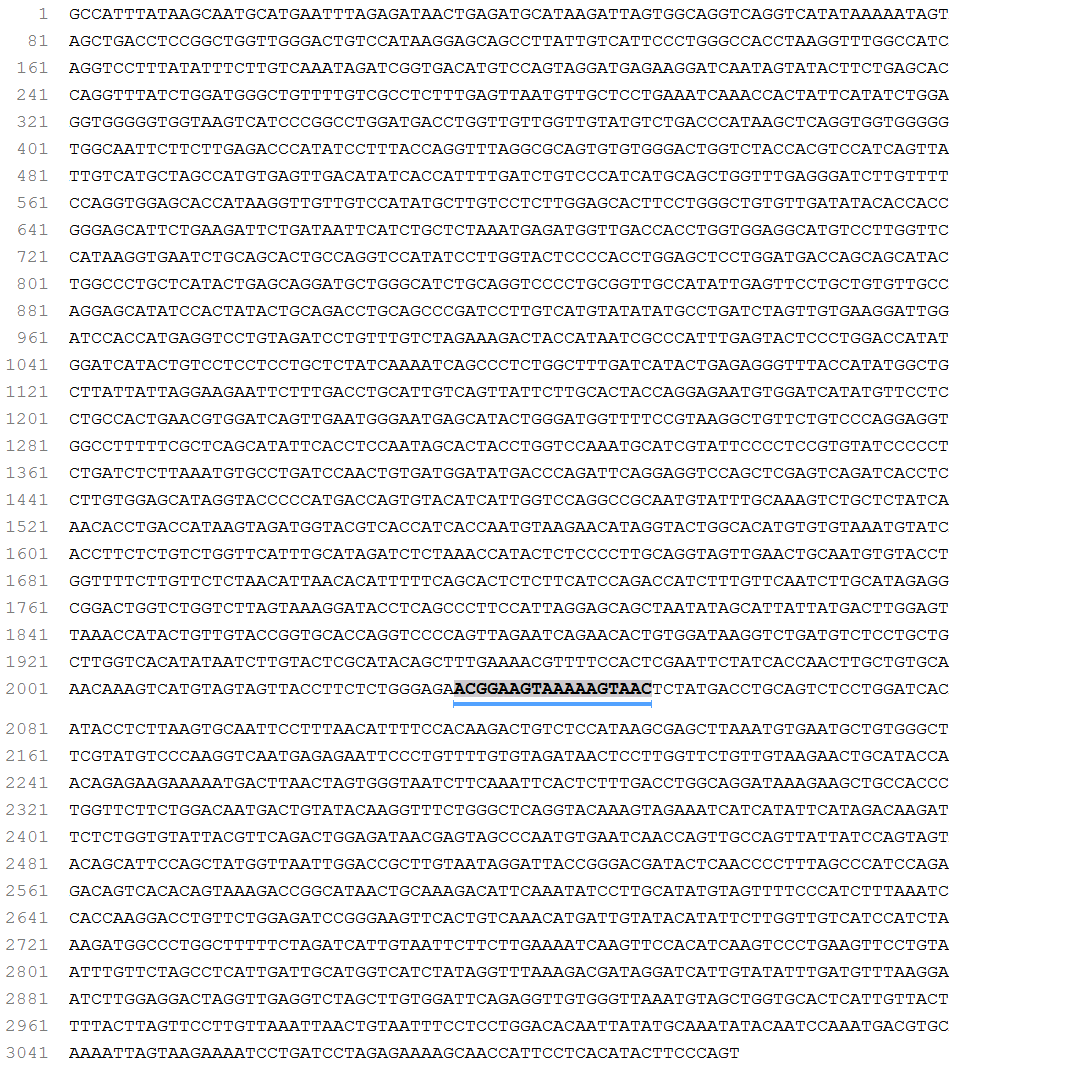 1 GCCATTTATAAGCAATGCATGAATTTAGAGATAACTGAGATGCATAAGATTAGTGGCAGGTCAGGTCATATAAAAATAGT
81 AGCTGACCTCCGGCTGGTTGGGACTGTCCATAAGGAGCAGCCTTATTGTCATTCCCTGGGCCACCTAAGGTTTGGCCATC
161 AGGTCCTTTATATTTCTTGTCAAATAGATCGGTGACATGTCCAGTAGGATGAGAAGGATCAATAGTATACTTCTGAGCAC
241 CAGGTTTATCTGGATGGGCTGTTTTGTCGCCTCTTTGAGTTAATGTTGCTCCTGAAATCAAACCACTATTCATATCTGGA
321 GGTGGGGGTGGTAAGTCATCCCGGCCTGGATGACCTGGTTGTTGGTTGTATGTCTGACCCATAAGCTCAGGTGGTGGGGG
401 TGGCAATTCTTCTTGAGACCCATATCCTTTACCAGGTTTAGGCGCAGTGTGTGGGACTGGTCTACCACGTCCATCAGTTA
481 TTGTCATGCTAGCCATGTGAGTTGACATATCACCATTTTGATCTGTCCCATCATGCAGCTGGTTTGAGGGATCTTGTTTT
561 CCAGGTGGAGCACCATAAGGTTGTTGTCCATATGCTTGTCCTCTTGGAGCACTTCCTGGGCTGTGTTGATATACACCACC
641 GGGAGCATTCTGAAGATTCTGATAATTCATCTGCTCTAAATGAGATGGTTGACCACCTGGTGGAGGCATGTCCTTGGTTC
721 CATAAGGTGAATCTGCAGCACTGCCAGGTCCATATCCTTGGTACTCCCCACCTGGAGCTCCTGGATGACCAGCAGCATAC
801 TGGCCCTGCTCATACTGAGCAGGATGCTGGGCATCTGCAGGTCCCCTGCGGTTGCCATATTGAGTTCCTGCTGTGTTGCC
881 AGGAGCATATCCACTATACTGCAGACCTGCAGCCCGATCCTTGTCATGTATATATGCCTGATCTAGTTGTGAAGGATTGG
961 ATCCACCATGAGGTCCTGTAGATCCTGTTTGTCTAGAAAGACTACCATAATCGCCCATTTGAGTACTCCCTGGACCATAT
1041 GGATCATACTGTCCTCCTCCTGCTCTATCAAAATCAGCCCTCTGGCTTTGATCATACTGAGAGGGTTTACCATATGGCTG
1121 CTTATTATTAGGAAGAATTCTTTGACCTGCATTGTCAGTTATTCTTGCACTACCAGGAGAATGTGGATCATATGTTCCTC
1201 CTGCCACTGAACGTGGATCAGTTGAATGGGAATGAGCATACTGGGATGGTTTTCCGTAAGGCTGTTCTGTCCCAGGAGGT
1281 GGCCTTTTTCGCTCAGCATATTCACCTCCAATAGCACTACCTGGTCCAAATGCATCGTATTCCCCTCCGTGTATCCCCCT
1361 CTGATCTCTTAAATGTGCCTGATCCAACTGTGATGGATATGACCCAGATTCAGGAGGTCCAGCTCGAGTCAGATCACCTC
1441 CTTGTGGAGCATAGGTACCCCCATGACCAGTGTACATCATTGGTCCAGGCCGCAATGTATTTGCAAAGTCTGCTCTATCA
1521 AACACCTGACCATAAGTAGATGGTACGTCACCATCACCAATGTAAGAACATAGGTACTGGCACATGTGTGTAAATGTATC
1601 ACCTTCTCTGTCTGGTTCATTTGCATAGATCTCTAAACCATACTCTCCCCTTGCAGGTAGTTGAACTGCAATGTGTACCT
1681 GGTTTTCTTGTTCTCTAACATTAACACATTTTTCAGCACTCTCTTCATCCAGACCATCTTTGTTCAATCTTGCATAGAGG
1761 CGGACTGGTCTGGTCTTAGTAAAGGATACCTCAGCCCTTCCATTAGGAGCAGCTAATATAGCATTATTATGACTTGGAGT
1841 TAAACCATACTGTTGTACCGGTGCACCAGGTCCCCAGTTAGAATCAGAACACTGTGGATAAGGTCTGATGTCTCCTGCTG
1921 CTTGGTCACATATAATCTTGTACTCGCATACAGCTTTGAAAACGTTTTCCACTCGAATTCTATCACCAACTTGCTGTGCA
2001 AACAAAGTCATGTAGTAGTTACCTTCTCTGGGAGAACGGAAGTAAAAAGTAACTCTATGACCTGCAGTCTCCTGGATCAC
2081 ATACCTCTTAAGTGCAATTCCTTTAACATTTTCCACAAGACTGTCTCCATAAGCGAGCTTAAATGTGAATGCTGTGGGCT
2161 TCGTATGTCCCAAGGTCAATGAGAGAATTCCCTGTTTTGTGTAGATAACTCCTTGGTTCTGTTGTAAGAACTGCATACCA
2241 ACAGAGAAGAAAAATGACTTAACTAGTGGGTAATCTTCAAATTCACTCTTTGACCTGGCAGGATAAAGAAGCTGCCACCC
2321 TGGTTCTTCTGGACAATGACTGTATACAAGGTTTCTGGGCTCAGGTACAAAGTAGAAATCATCATATTCATAGACAAGAT
2401 TCTCTGGTGTATTACGTTCAGACTGGAGATAACGAGTAGCCCAATGTGAATCAACCAGTTGCCAGTTATTATCCAGTAGT
2481 ACAGCATTCCAGCTATGGTTAATTGGACCGCTTGTAATAGGATTACCGGGACGATACTCAACCCCTTTAGCCCATCCAGA
2561 GACAGTCACACAGTAAAGACCGGCATAACTGCAAAGACATTCAAATATCCTTGCATATGTAGTTTTCCCATCTTTAAATC
2641 CACCAAGGACCTGTTCTGGAGATCCGGGAAGTTCACTGTCAAACATGATTGTATACATATTCTTGGTTGTCATCCATCTA
2721 AAGATGGCCCTGGCTTTTTCTAGATCATTGTAATTCTTCTTGAAAATCAAGTTCCACATCAAGTCCCTGAAGTTCCTGTA
2801 ATTTGTTCTAGCCTCATTGATTGCATGGTCATCTATAGGTTTAAAGACGATAGGATCATTGTATATTTGATGTTTAAGGA
2881 ATCTTGGAGGACTAGGTTGAGGTCTAGCTTGTGGATTCAGAGGTTGTGGGTTAAATGTAGCTGGTGCACTCATTGTTACT
2961 TTTACTTAGTTCCTTGTTAAATTAACTGTAATTTCCTCCTGGACACAATTATATGCAAATATACAATCCAAATGACGTGC
3041 AAAATTAGTAAGAAAATCCTGATCCTAGAGAAAAGCAACCATTCCTCACATACTTCCCAGT